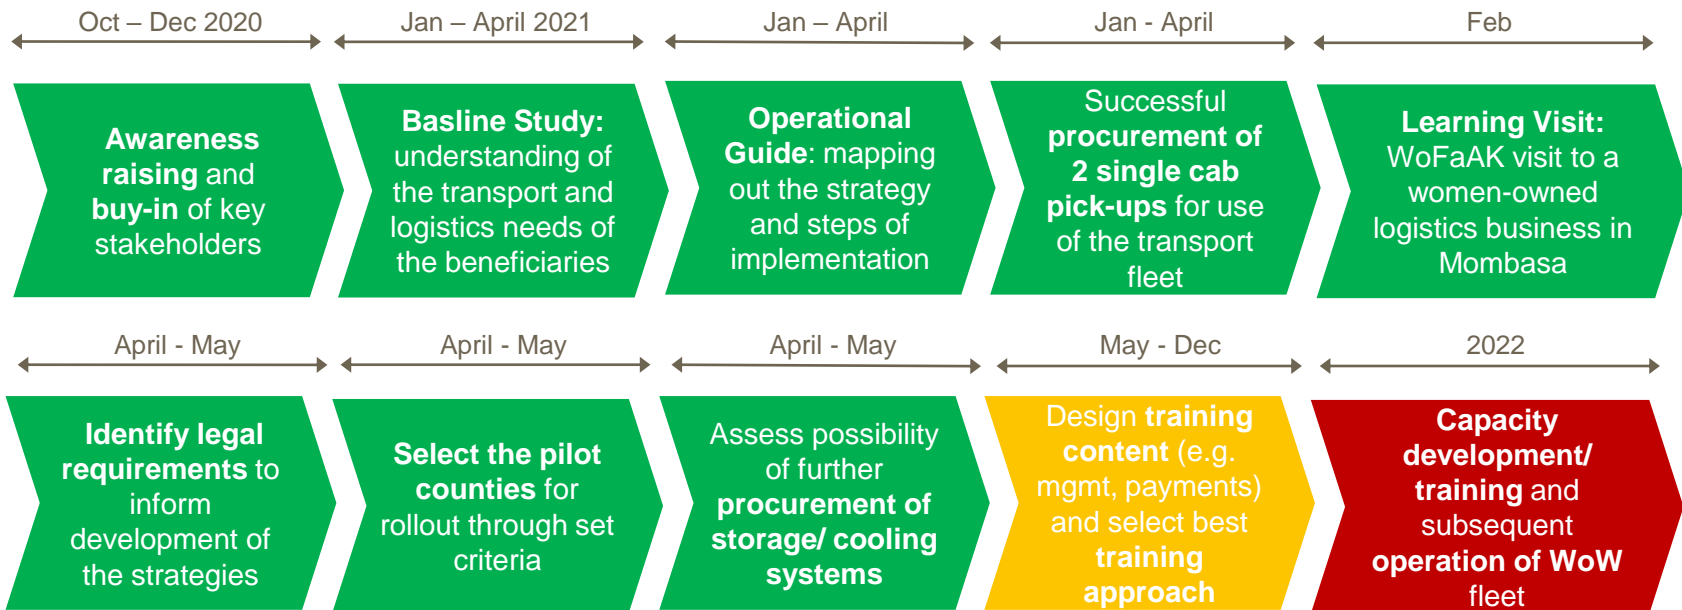 Oct – Dec 2020
Jan – April 2021
Jan – April
Jan - April
Feb
Awareness
raising and
buy-in of key
stakeholders
Basline Study:
understanding of
the transport and
logistics needs of
the beneficiaries
Operational
Guide: mapping
out the strategy
and steps of
implementation
Successful
procurement of
2 single cab
pick-ups for use
of the transport
fleet
Learning Visit:
WoFaAK visit to a
women-owned
logistics business in
Mombasa
April - May
April - May
April - May
May - Dec
2022
Identify legal
requirements to
inform
development of
the strategies
Select the pilot
counties for
rollout through set
criteria
Assess possibility
of further
procurement of
storage/ cooling
systems
Design training
content (e.g.
mgmt, payments)
and select best
training
approach
Capacity
development/
training and
subsequent
operation of WoW
fleet